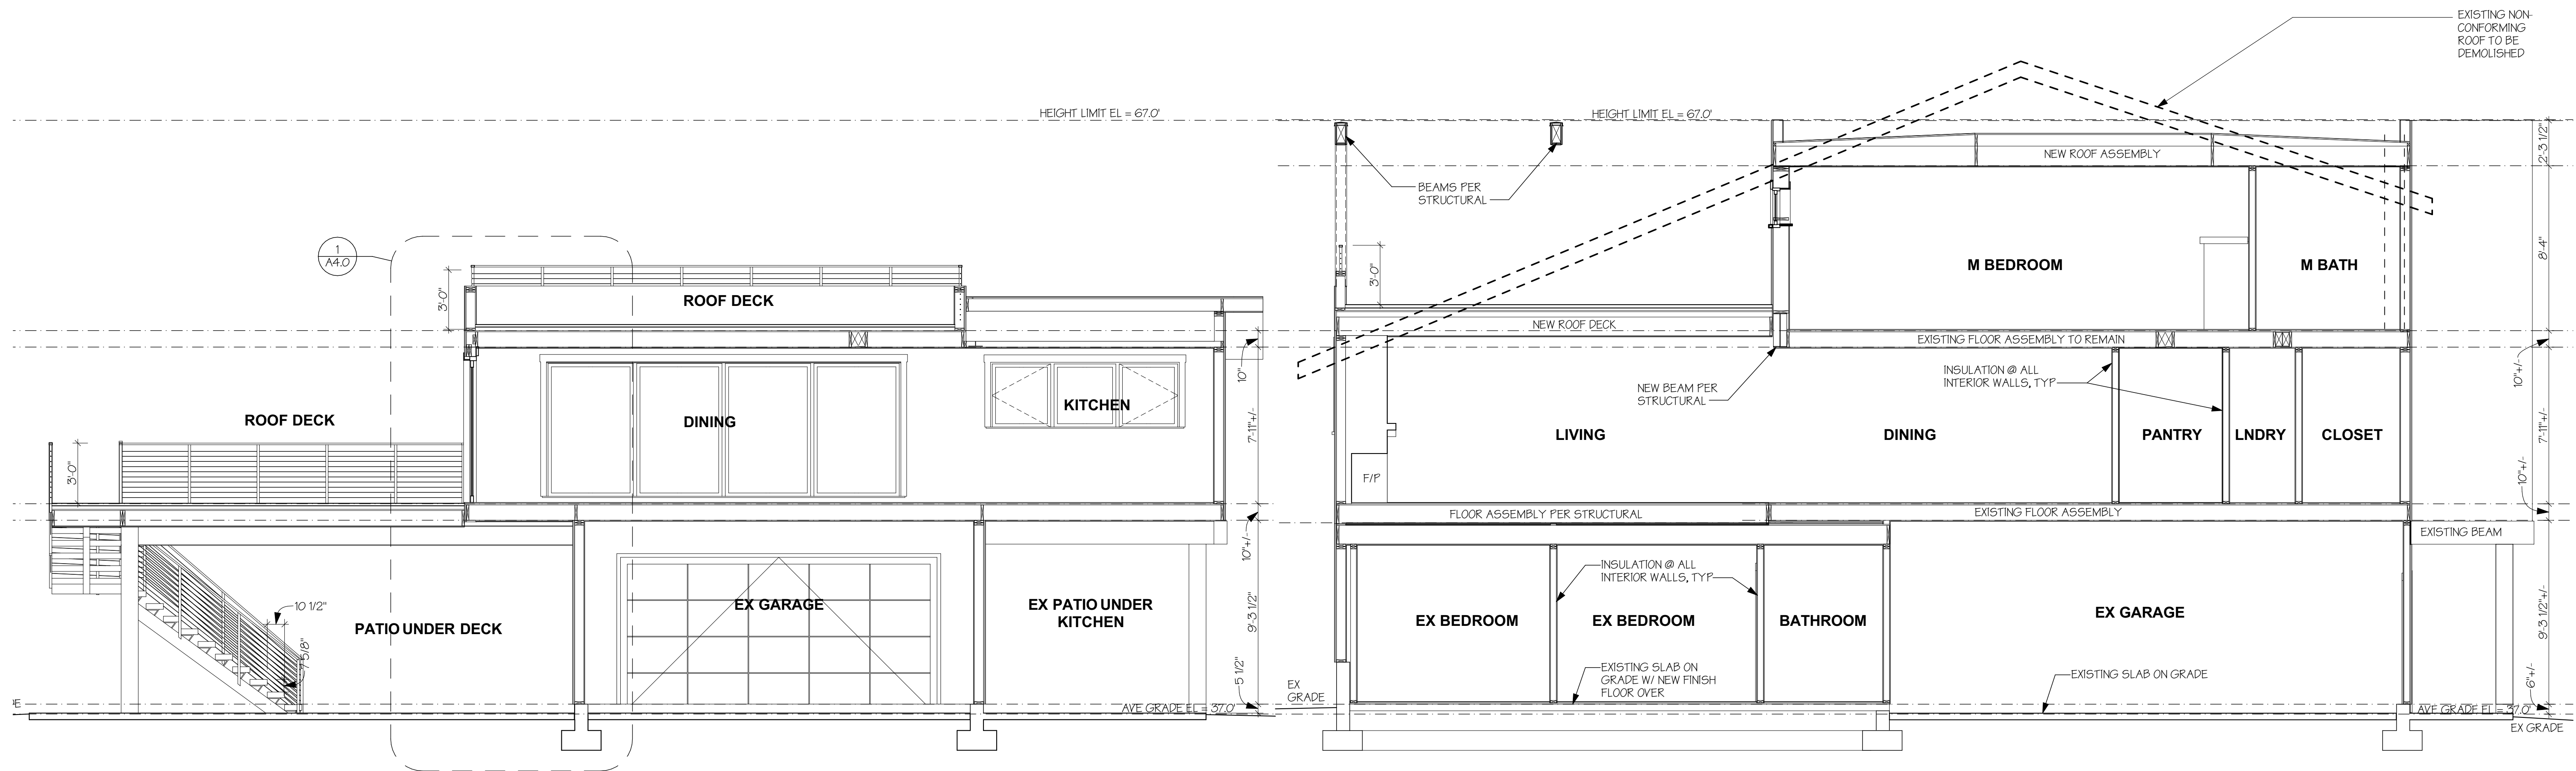 EXISTING NON-
CONFORMING
ROOF TO BE
DEMOLISHED
HEIGHT LIMIT EL = 67.0'
HEIGHT LIMIT EL = 67.0'
2'-3 1/2"
NEW ROOF ASSEMBLY
BEAMS PER
STRUCTURAL
8'-4"
1
A4.0
M BEDROOM
M BATH
3'-0"
3'-0"
ROOF DECK
NEW ROOF DECK
EXISTING FLOOR ASSEMBLY TO REMAIN
10"
10"+/-
INSULATION @ ALL
INTERIOR WALLS, TYP
NEW BEAM PER
STRUCTURAL
ROOF DECK
DINING
KITCHEN
7'-11"+/-
LIVING
DINING
PANTRY
LNDRY
CLOSET
7'-11"+/-
3'-0"
F/P
10"+/-
FLOOR ASSEMBLY PER STRUCTURAL
EXISTING FLOOR ASSEMBLY
EXISTING BEAM
10"+/-
INSULATION @ ALL
INTERIOR WALLS, TYP
10 1/2"
7 5/8"
PATIO UNDER DECK
EX GARAGE
EX PATIO UNDER
KITCHEN
9'-3 1/2"
EX BEDROOM
EX BEDROOM
BATHROOM
EX GARAGE
9'-3 1/2"+/-
5 1/2"
EX
GRADE
EXISTING SLAB ON
GRADE W/ NEW FINISH
FLOOR OVER
EXISTING SLAB ON GRADE
6"+/-
AVE GRADE EL = 37.0'
AVE GRADE EL = 37.0'
EX GRADE